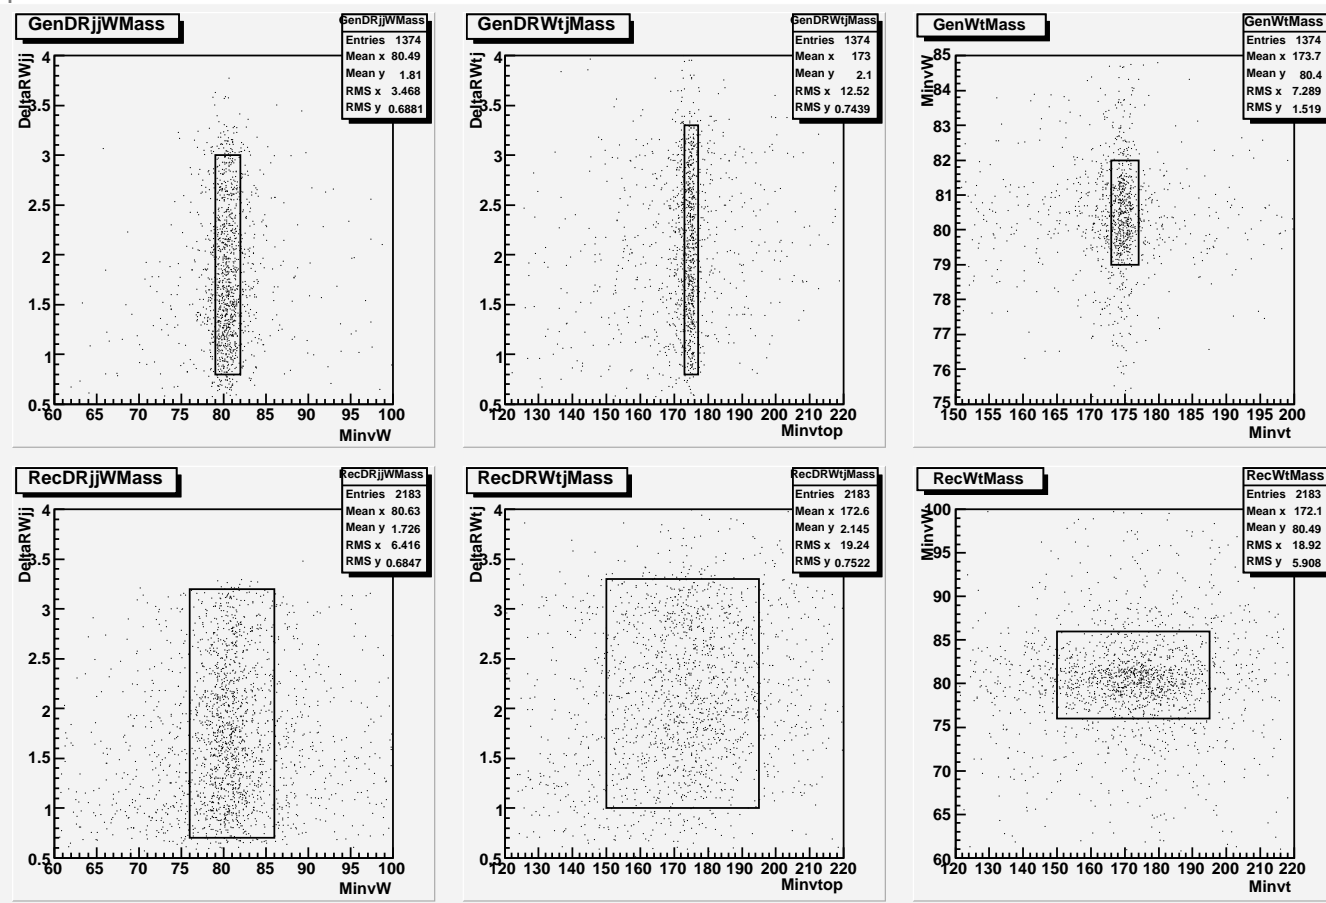 GenDRjjWMass
GenDRjjWMass
Entries 1374
Mean x 80.49
Mean y 1.81
RMS x 3.468
RMS y 0.6881
DeltaRWjj
4
3.5
3
2.5
2
1.5
1
0.5
60 65 70 75 80 85 90 95 100
MinvW
GenDRWtjMass
GenDRWtjMass
Entries 1374
Mean x 173
Mean y 2.1
RMS x 12.52
RMS y 0.7439
DeltaRWtj
4
3.5
3
2.5
2
1.5
1
0.5
120 130 140 150 160 170 180 190 200 210 220
Minvtop
GenWtMass
GenWtMass
Entries 1374
Mean x 173.7
Mean y 80.4
RMS x 7.289
RMS y 1.519
MinvW
85
84
83
82
81
80
79
78
77
76
75
150 155 160 165 170 175 180 185 190 195 200
Minvt
RecDRjjWMass
RecDRjjWMass
Entries 2183
Mean x 80.63
Mean y 1.726
RMS x 6.416
RMS y 0.6847
DeltaRWjj
4
3.5
3
2.5
2
1.5
1
0.5
60 65 70 75 80 85 90 95 100
MinvW
RecDRWtjMass
RecDRWtjMass
Entries 2183
Mean x 172.6
Mean y 2.145
RMS x 19.24
RMS y 0.7522
DeltaRWtj
4
3.5
3
2.5
2
1.5
1
0.5
120 130 140 150 160 170 180 190 200 210 220
Minvtop
RecWtMass
RecWtMass
Entries 2183
Mean x 172.1
Mean y 80.49
RMS x 18.92
RMS y 5.908
MinvW
100
95
90
85
80
75
70
65
60
120 130 140 150 160 170 180 190 200 210 220
Minvt